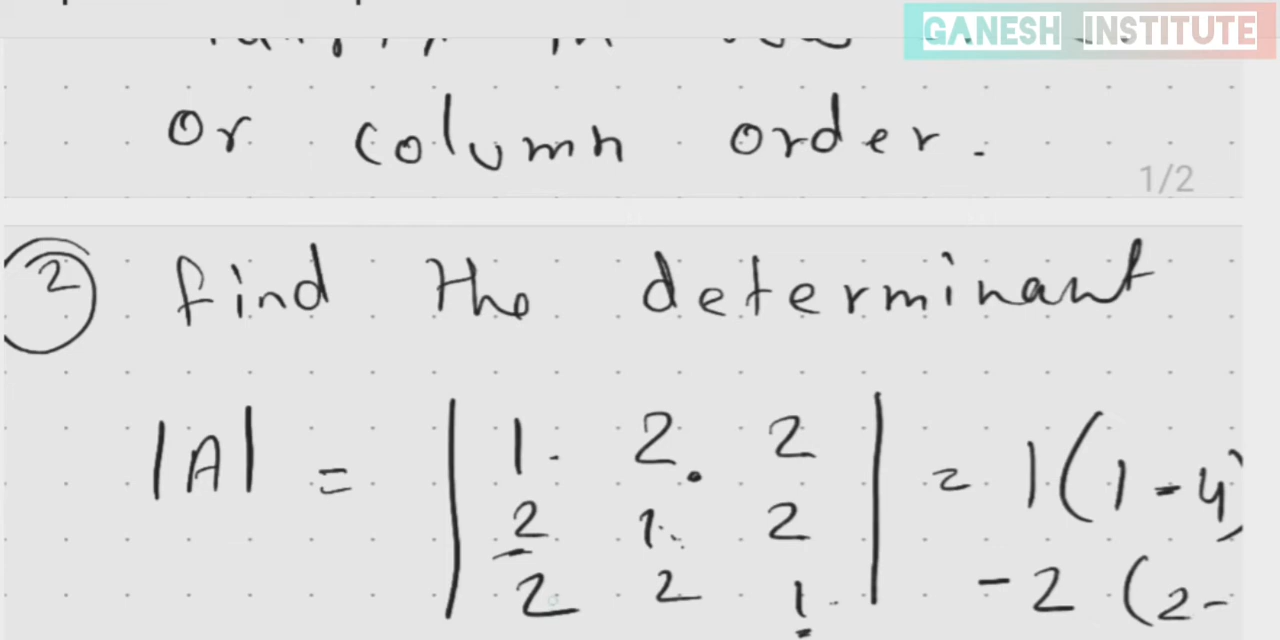 GANESH INSTITUTE
or column order.
1/2
2 find the determinant
|A| = | 1 2 2 | = 1(1-4)
2 1 2
2 2 1 - 2 (2-